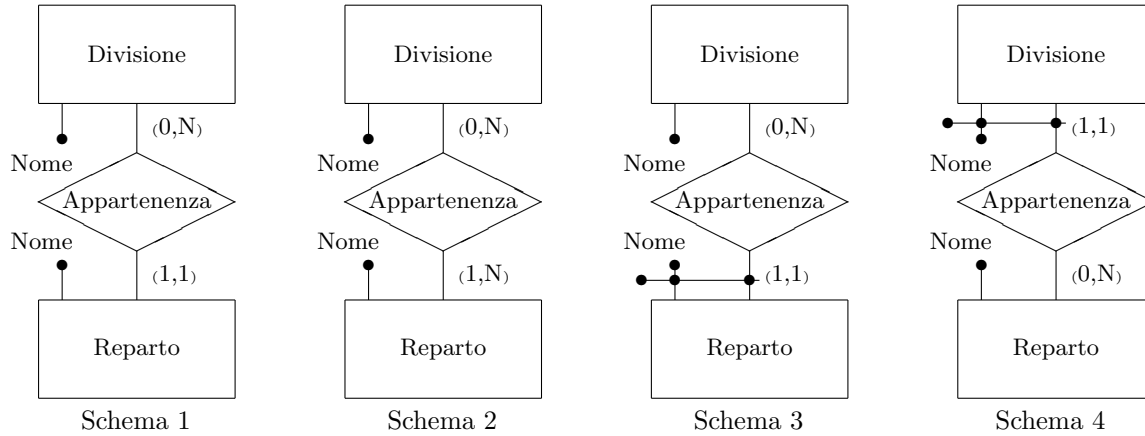 Divisione
(0,N)
Nome
Appartenenza
Nome
(1,1)
Reparto
Schema 1
Divisione
(0,N)
Nome
Appartenenza
Nome
(1,N)
Reparto
Schema 2
Divisione
(0,N)
Nome
Appartenenza
Nome
(1,1)
Reparto
Schema 3
Divisione
(1,1)
Nome
Appartenenza
Nome
(0,N)
Reparto
Schema 4